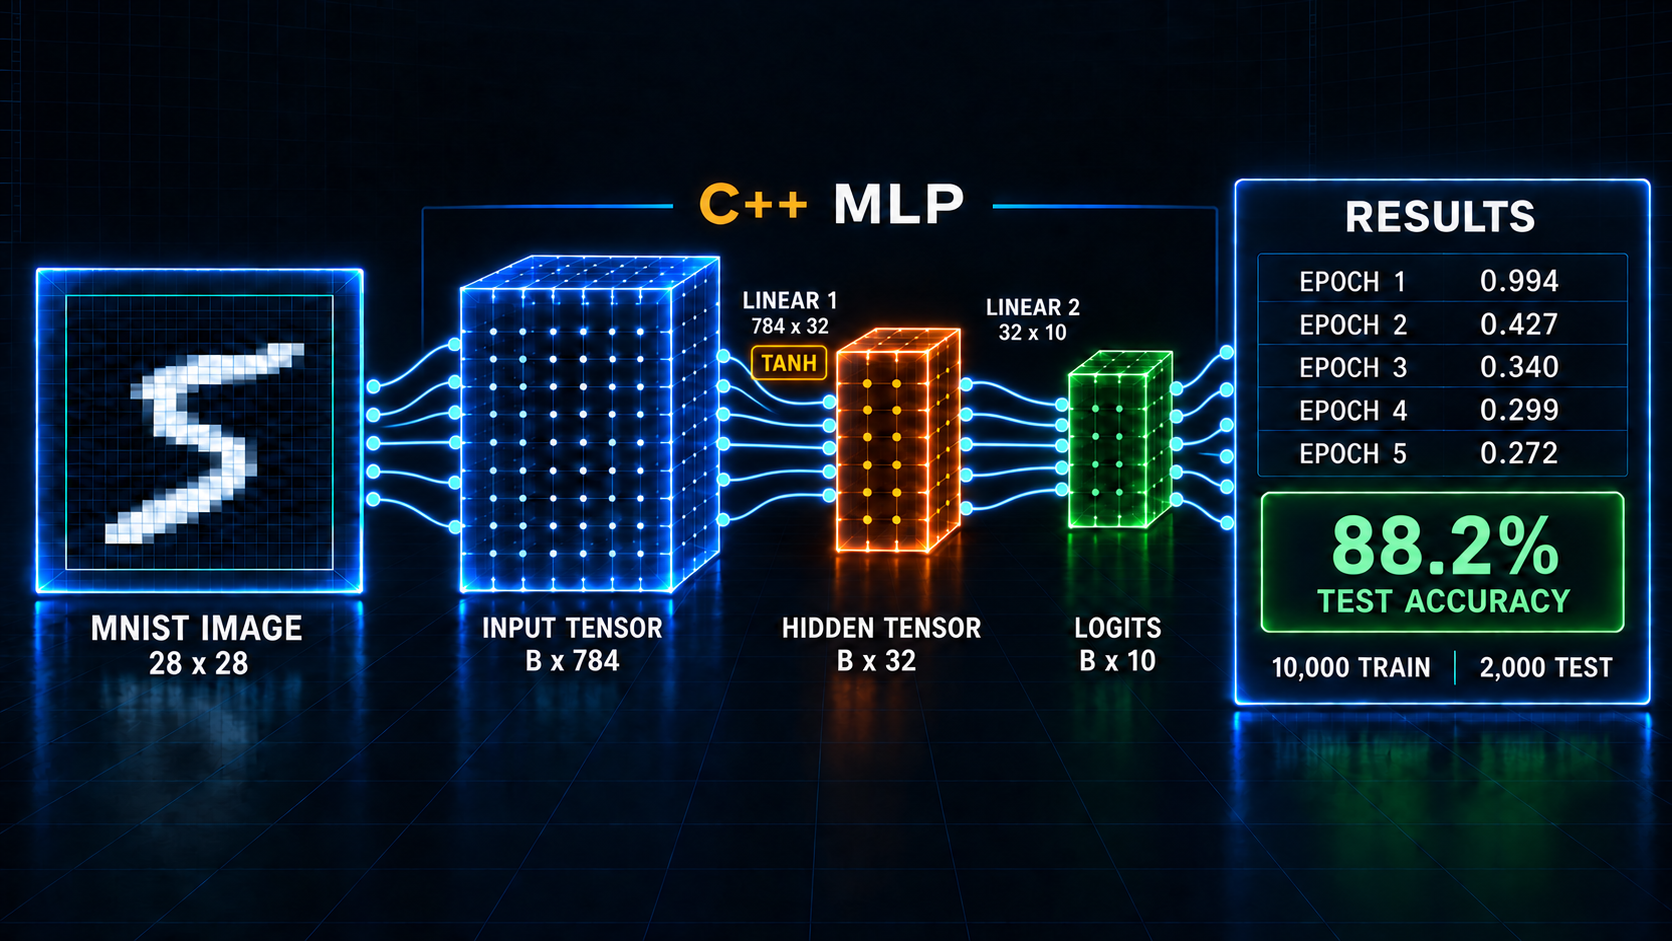 C++ MLP
MNIST IMAGE
28 x 28
INPUT TENSOR
B x 784
LINEAR 1
784 x 32
TANH
HIDDEN TENSOR
B x 32
LINEAR 2
32 x 10
LOGITS
B x 10
RESULTS
EPOCH 1 0.994
EPOCH 2 0.427
EPOCH 3 0.340
EPOCH 4 0.299
EPOCH 5 0.272
88.2%
TEST ACCURACY
10,000 TRAIN | 2,000 TEST